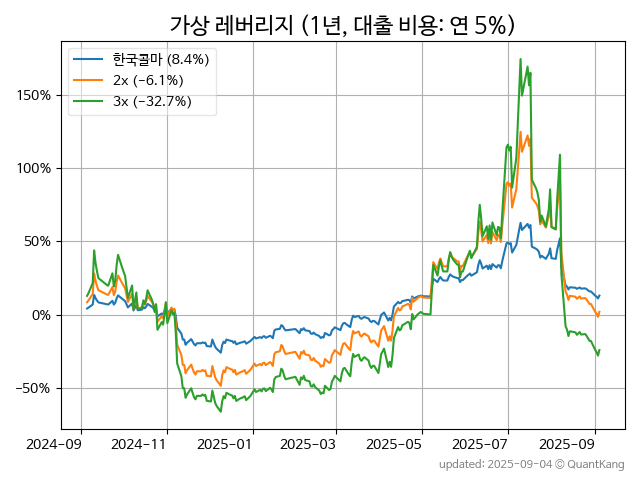 가상 레버리지 (1년, 대출 비용: 연 5%)
한국콜마 (8.4%)
2x (−6.1%)
3x (−32.7%)
150%
100%
50%
0%
−50%
2024-09
2024-11
2025-01
2025-03
2025-05
2025-07
2025-09
updated: 2025-09-04 © QuantKang